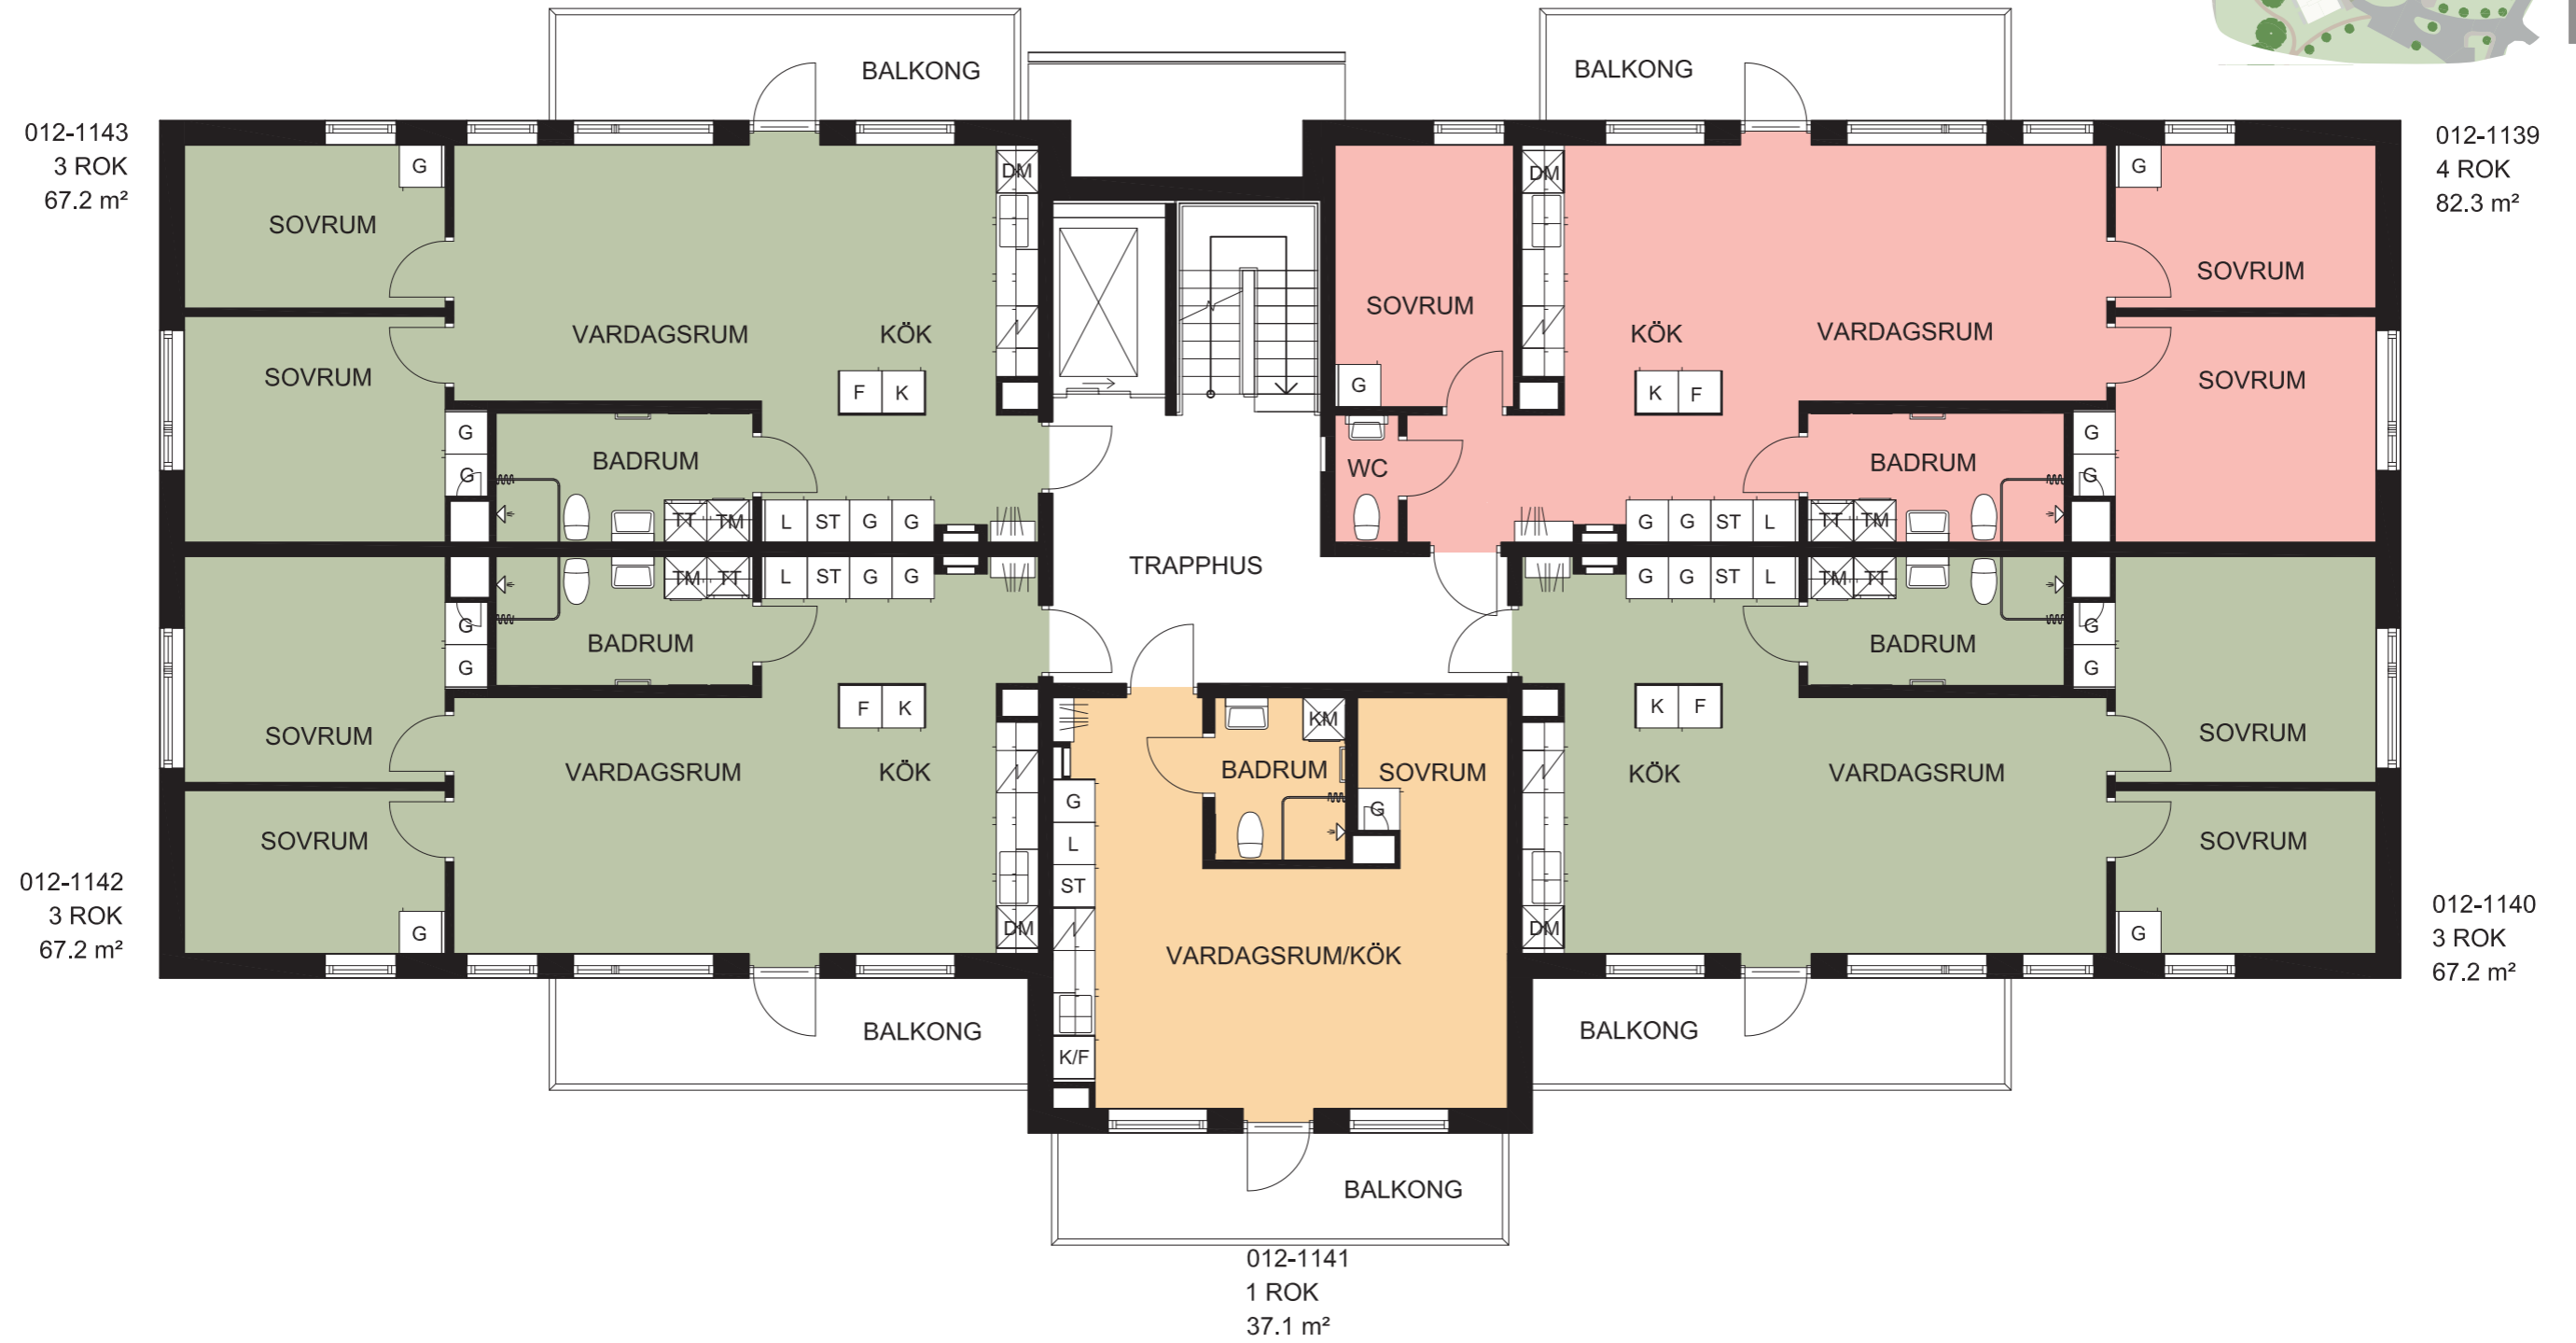 BALKONG
BALKONG
012-1143
3 ROK
67.2 m²
012-1139
4 ROK
82.3 m²
G
DM
DM
G
SOVRUM
SOVRUM
SOVRUM
VARDAGSRUM
KÖK
KÖK
VARDAGSRUM
SOVRUM
SOVRUM
F K
G
K F
SOVRUM
G
G
BADRUM
WC
BADRUM
G
G
TT TM L ST G G
G G ST L TT TM
TRAPPHUS
TM TT L ST G G
G G ST L TM TT
G
G
BADRUM
BADRUM
G
G
F K
K F
KM
SOVRUM
VARDAGSRUM
KÖK
BADRUM
SOVRUM
KÖK
VARDAGSRUM
SOVRUM
G
G
L
ST
SOVRUM
SOVRUM
012-1142
3 ROK
67.2 m²
012-1140
3 ROK
67.2 m²
G
DM
DM
G
VARDAGSRUM/KÖK
K/F
BALKONG
BALKONG
BALKONG
012-1141
1 ROK
37.1 m²